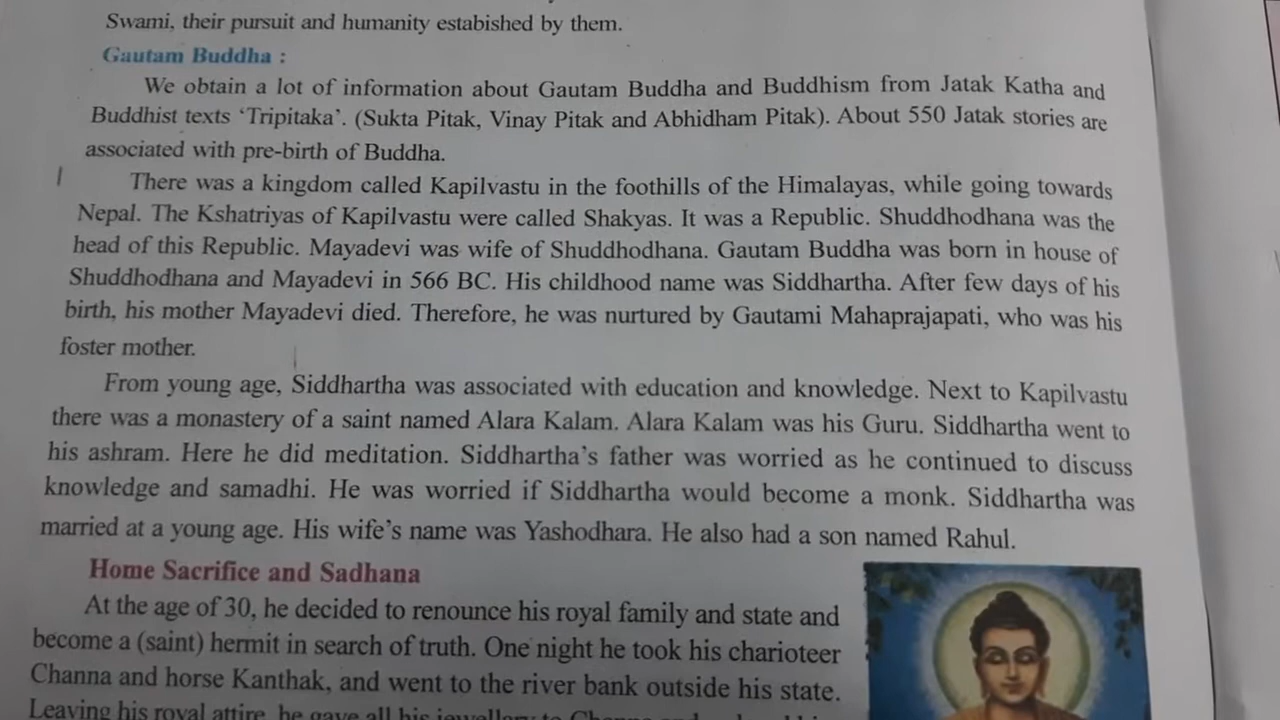 Swami, their pursuit and humanity estabished by them.
Gautam Buddha :
We obtain a lot of information about Gautam Buddha and Buddhism from Jatak Katha and
Buddhist texts ‘Tripitaka’. (Sukta Pitak, Vinay Pitak and Abhidham Pitak). About 550 Jatak stories are
associated with pre-birth of Buddha.
There was a kingdom called Kapilvastu in the foothills of the Himalayas, while going towards
Nepal. The Kshatriyas of Kapilvastu were called Shakyas. It was a Republic. Shuddhodhana was the
head of this Republic. Mayadevi was wife of Shuddhodhana. Gautam Buddha was born in house of
Shuddhodhana and Mayadevi in 566 BC. His childhood name was Siddhartha. After few days of his
birth, his mother Mayadevi died. Therefore, he was nurtured by Gautami Mahaprajapati, who was his
foster mother.
From young age, Siddhartha was associated with education and knowledge. Next to Kapilvastu
there was a monastery of a saint named Alara Kalam. Alara Kalam was his Guru. Siddhartha went to
his ashram. Here he did meditation. Siddhartha’s father was worried as he continued to discuss
knowledge and samadhi. He was worried if Siddhartha would become a monk. Siddhartha was
married at a young age. His wife’s name was Yashodhara. He also had a son named Rahul.
Home Sacrifice and Sadhana
At the age of 30, he decided to renounce his royal family and state and
become a (saint) hermit in search of truth. One night he took his charioteer
Channa and horse Kanthak, and went to the river bank outside his state.
Leaving his royal attire, he gave all his jewellery to Channa and